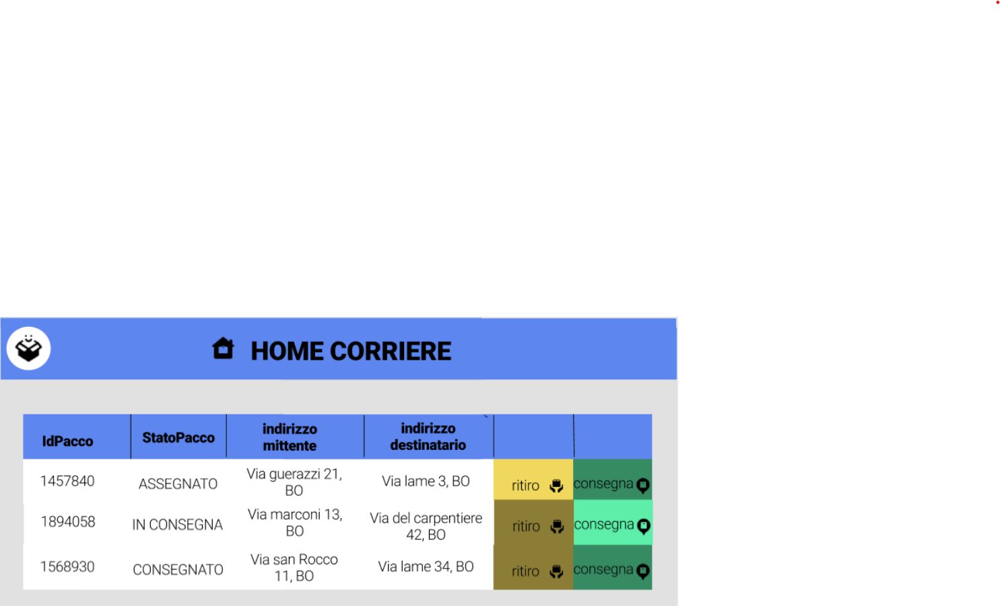 HOME CORRIERE
IdPacco StatoPacco indirizzo mittente indirizzo destinatario
1457840 ASSEGNATO Via guerazzi 21, BO Via lame 3, BO ritiro consegna
1894058 IN CONSEGNA Via marconi 13, BO Via del carpentiere 42, BO ritiro consegna
1568930 CONSEGNATO Via san Rocco 11, BO Via lame 34, BO ritiro consegna